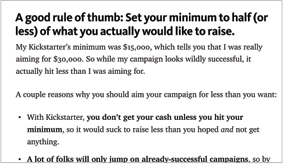 A good rule of thumb: Set your minimum to half (or
less) of what you actually would like to raise.
My Kickstarter's minimum was $15,000, which tells you that I was really
aiming for $30,000. So while my campaign looks wildly successful, it
actually hit less than I was aiming for.
A couple reasons why you should aim your campaign for less than you want:
• With Kickstarter, you don't get your cash unless you hit your
minimum, so it would suck to raise less than you hoped and not get
anything.
• A lot of folks will only jump on already-successful campaigns, so by